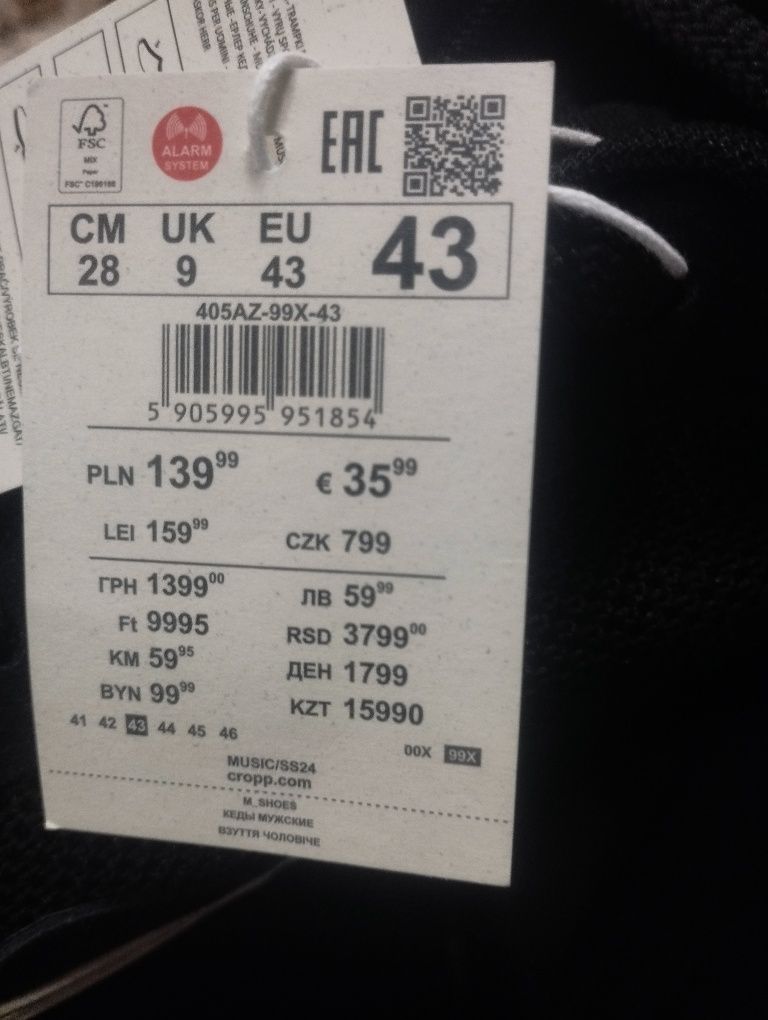 FSC
MIX
Paper
ALARM
SYSTEM
EAC
CM UK EU 43
28 9 43
405AZ-99X-43
5 905995 951854
PLN 139⁹⁹ € 35⁹⁹
LEI 159⁹⁹ CZK 799
ГРН 1399⁰⁰ ЛВ 59⁹⁹
Ft 9995 RSD 3799⁰⁰
KM 59⁹⁵ ДЕН 1799
BYN 99⁹⁹ KZT 15990
41 42 43 44 45 46
00X 99X
MUSIC/SS24
cropp.com
M_SHOES
КЕДЫ МУЖСКИЕ
ВЗУТТЯ ЧОЛОВІЧЕ